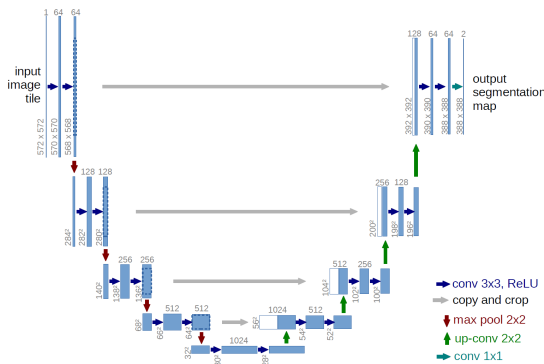 1 64 64
128 64 64 2
input
image
tile
output
segmentation
map
572 x 572
570 x 570
568 x 568
392 x 392
390 x 390
388 x 388
388 x 388
128 128
256 128
284²
282²
280²
200²
198²
196²
256 256
512 256
140²
138²
136²
104²
102²
100²
512 512
1024 512
68²
66²
64²
56²
54²
52²
1024
32²
30²
28²
conv 3x3, ReLU
copy and crop
max pool 2x2
up-conv 2x2
conv 1x1